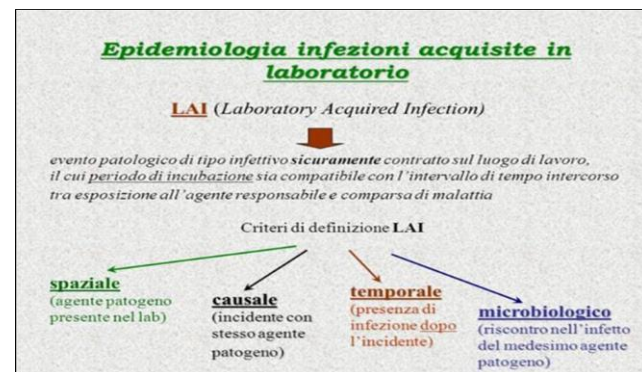 Epidemiologia infezioni acquisite in
laboratorio
LAI (Laboratory Acquired Infection)
evento patologico di tipo infettivo sicuramente contratto sul luogo di lavoro,
il cui periodo di incubazione sia compatibile con l'intervallo di tempo intercorso
tra esposizione all'agente responsabile e comparsa di malattia
Criteri di definizione LAI
spaziale
(agente patogeno
presente nel lab)
causale
(incidente con
stesso agente
patogeno)
temporale
(presenza di
infezione dopo
l'incidente)
microbiologico
(riscontro nell'infetto
del medesimo agente
patogeno)